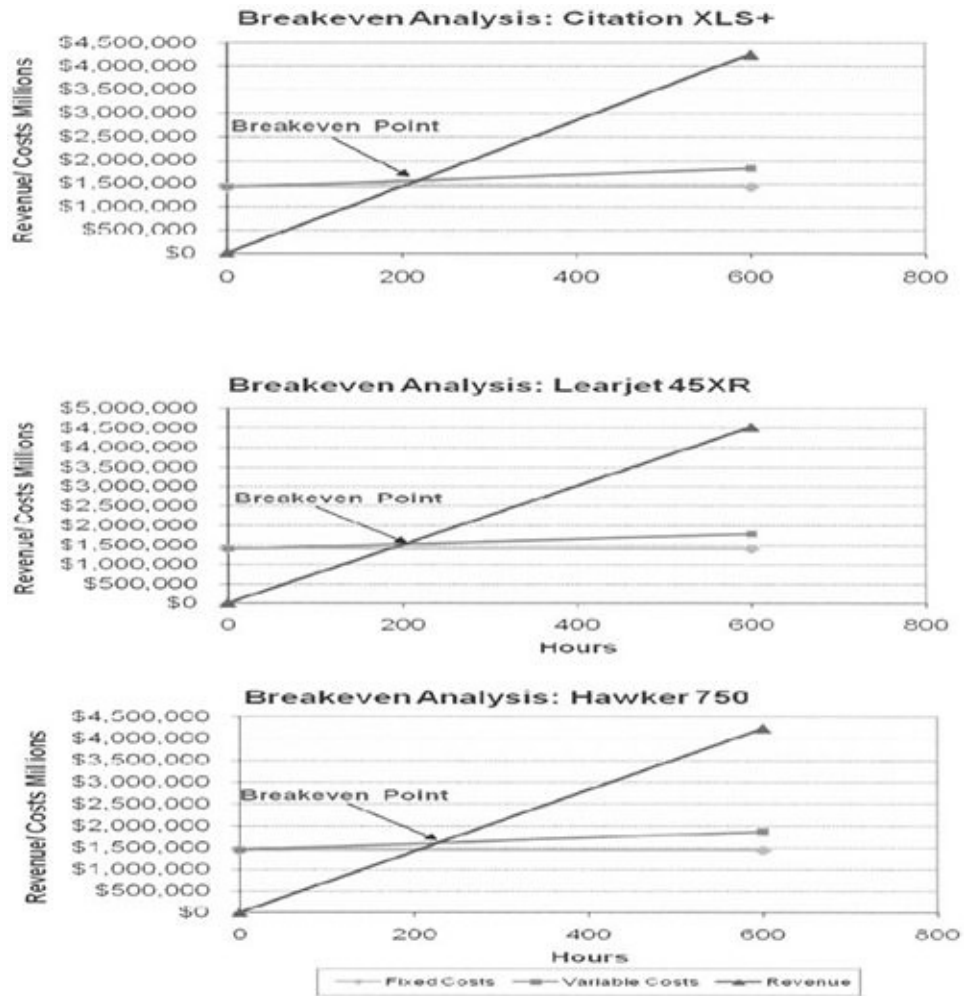 Breakeven Analysis: Citation XLS+
Revenue/ Costs Millions
$4,500,000
$4,000,000
$3,500,000
$3,000,000
$2,500,000
$2,000,000
$1,500,000
$1,000,000
$500,000
$0
Breakeven Point
0 200 400 600 800
Breakeven Analysis: Learjet 45XR
Revenue/ Costs Millions
$5,000,000
$4,500,000
$4,000,000
$3,500,000
$3,000,000
$2,500,000
$2,000,000
$1,500,000
$1,000,000
$500,000
$0
Breakeven Point
0 200 400 600 800
Hours
Breakeven Analysis: Hawker 750
Revenue/ Costs Millions
$4,500,000
$4,000,000
$3,500,000
$3,000,000
$2,500,000
$2,000,000
$1,500,000
$1,000,000
$500,000
$0
Breakeven Point
0 200 400 600 800
Hours
Fixed Costs Variable Costs Revenue